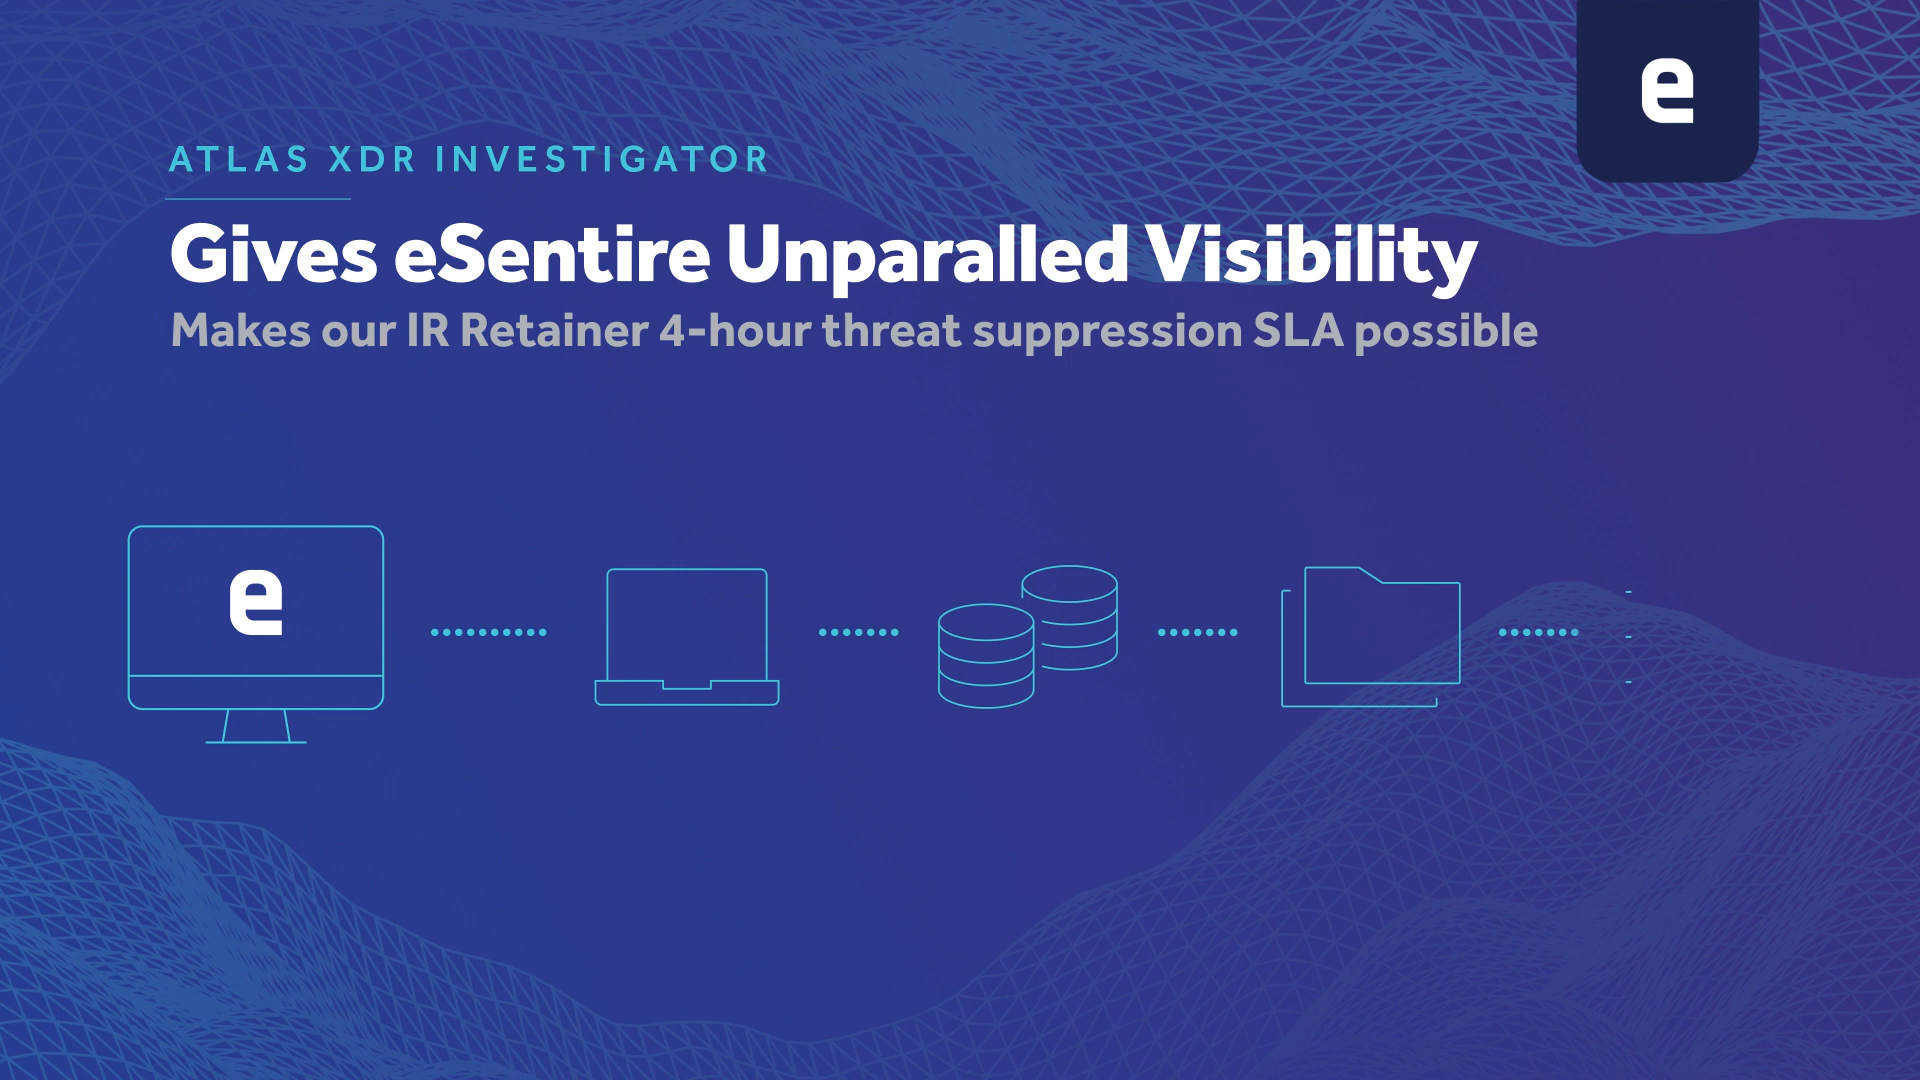 e
ATLAS XDR INVESTIGATOR
Gives eSentire Unparalled Visibility
Makes our IR Retainer 4-hour threat suppression SLA possible
e